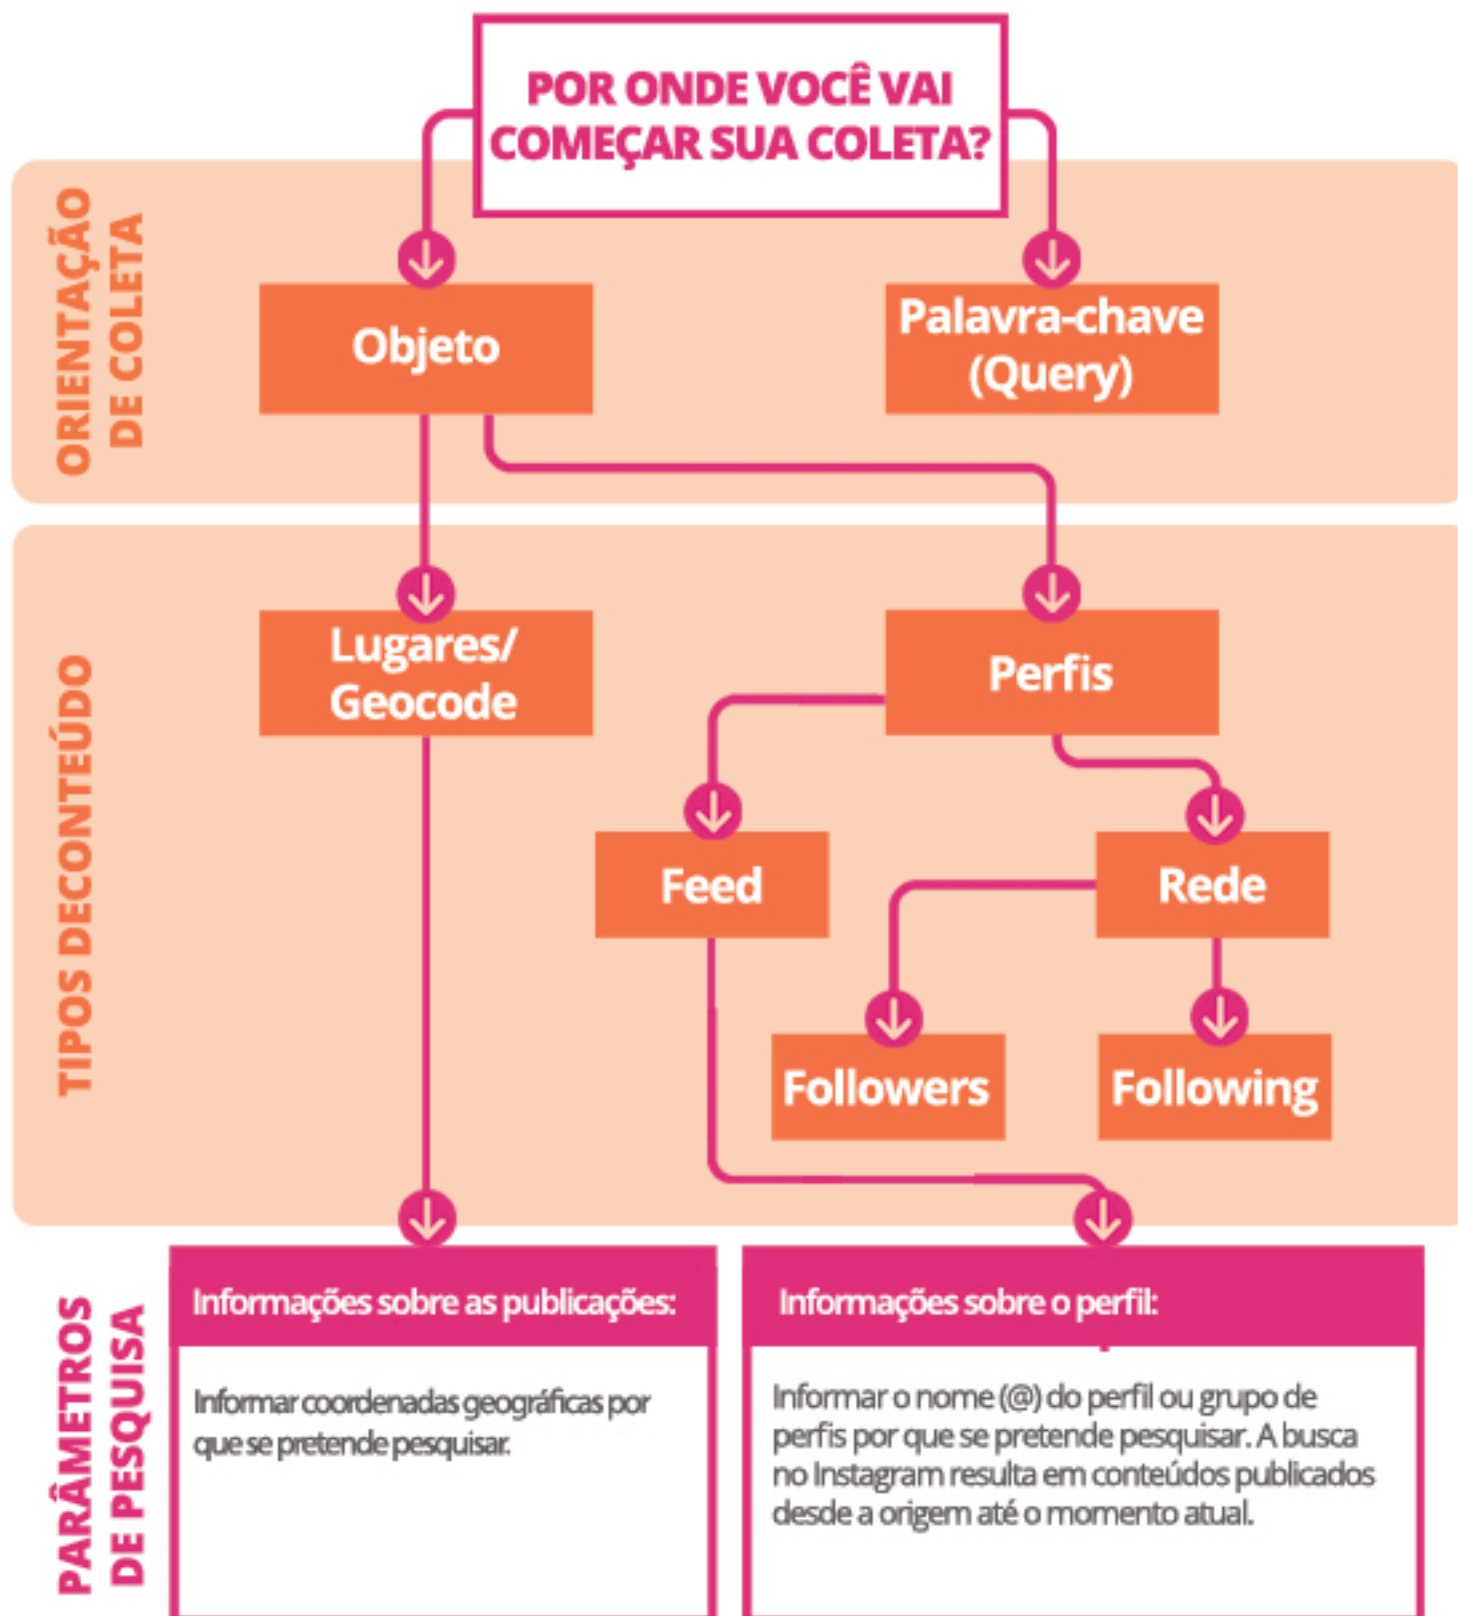 POR ONDE VOCÊ VAI
COMEÇAR SUA COLETA?
ORIENTAÇÃO
DE COLETA
Objeto
Palavra-chave
(Query)
TIPOS DECONTEÚDO
Lugares/
Geocode
Perfis
Feed
Rede
Followers
Following
PARÂMETROS
DE PESQUISA
Informações sobre as publicações:
Informar coordenadas geográficas por
que se pretende pesquisar.
Informações sobre o perfil:
Informar o nome (@) do perfil ou grupo de
perfis por que se pretende pesquisar. A busca
no Instagram resulta em conteúdos publicados
desde a origem até o momento atual.